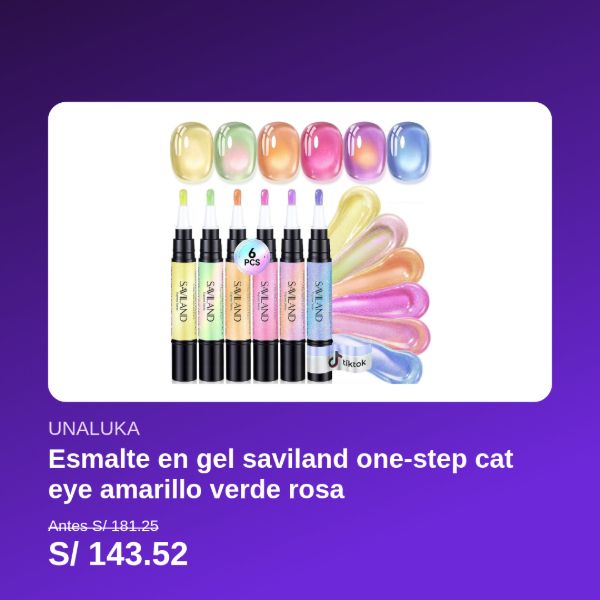 6
PCS
SAVILAND
SAVILAND
SAVILAND
SAVILAND
SAVILAND
SAVILAND
tiktok
UNALUKA
Esmalte en gel saviland one-step cat
eye amarillo verde rosa
Antes S/ 181.25
S/ 143.52